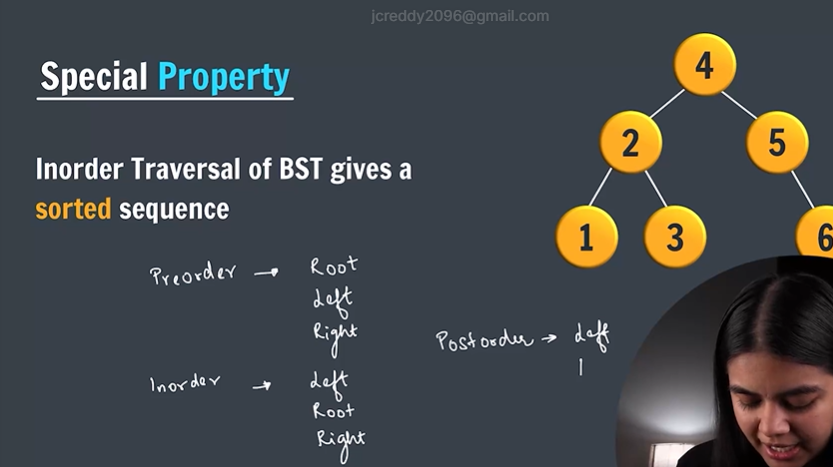 jcreddy2096@gmail.com
Special Property
Inorder Traversal of BST gives a
sorted sequence
4
2 5
1 3 6
Preorder → Root
Left
Right
Postorder → Left
Inorder → Left
Root
Right